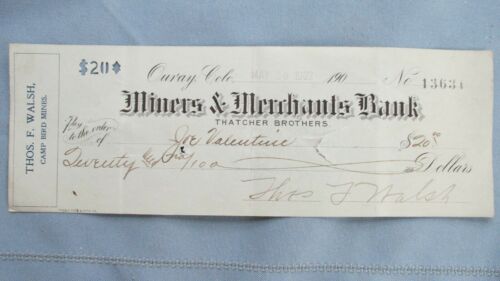 THOS. F. WALSH,
CAMP BIRD MINES.
$20
Ouray, Colo. MAY 190 No 13634
Miners & Merchants Bank
THATCHER BROTHERS.
Pay to the order of
Joe Valentine $20
Twenty /100 Dollars
Thos F Walsh